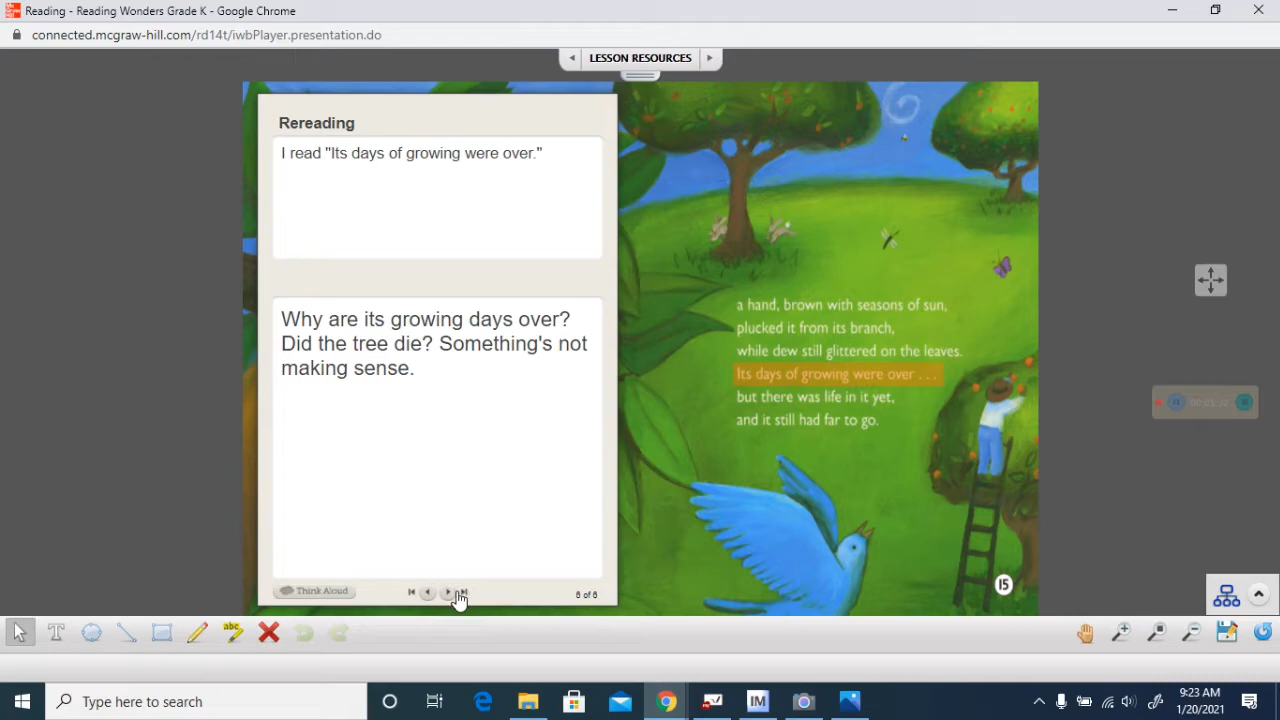 Reading - Reading Wonders Grade K - Google Chrome
connected.mcgraw-hill.com/rd14t/iwbPlayer.presentation.do
LESSON RESOURCES
Rereading
I read "Its days of growing were over."
Why are its growing days over?
Did the tree die? Something's not
making sense.
Think Aloud
6 of 6
a hand, brown with seasons of sun,
plucked it from its branch,
while dew still glittered on the leaves.
Its days of growing were over . . .
but there was life in it yet,
and it still had far to go.
15
T
abc
Type here to search
IM
9:23 AM
1/20/2021